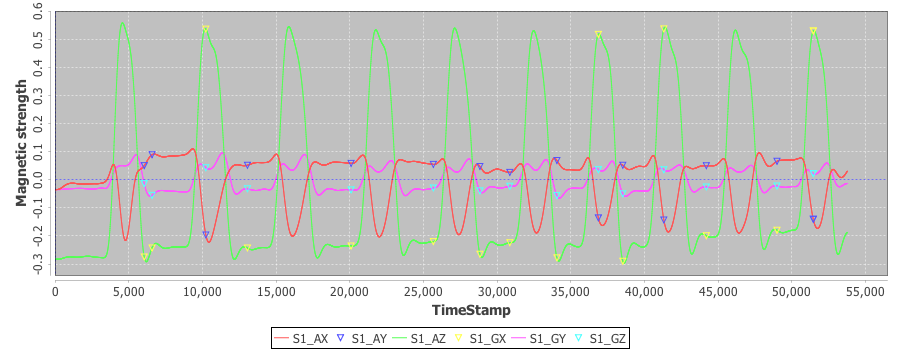 0.6
0.5
0.4
0.3
0.2
0.1
0.0
-0.1
-0.2
-0.3
Magnetic strength
0 5,000 10,000 15,000 20,000 25,000 30,000 35,000 40,000 45,000 50,000 55,000
TimeStamp
S1_AX S1_AY S1_AZ S1_GX S1_GY S1_GZ